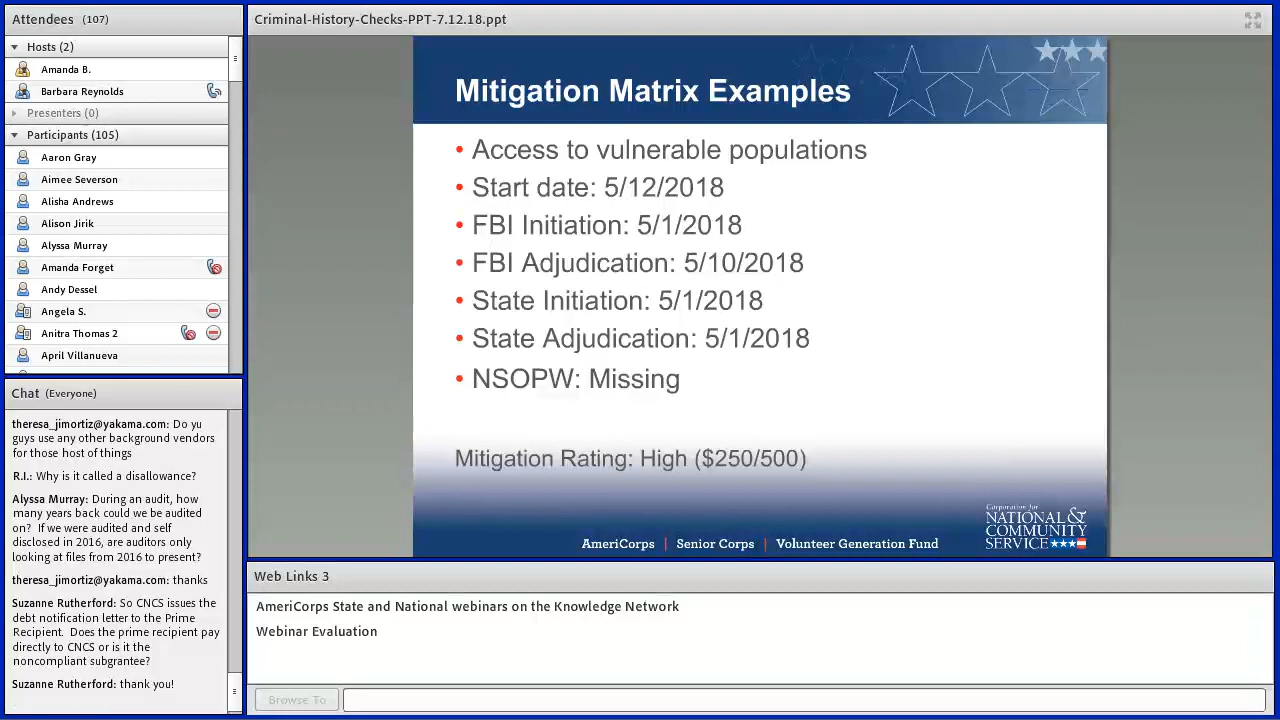 Attendees (107)
Hosts (2)
Amanda B.
Barbara Reynolds
Presenters (0)
Participants (105)
Aaron Gray
Aimee Severson
Alisha Andrews
Alison Jirik
Alyssa Murray
Amanda Forget
Andy Dessel
Angela S.
Anitra Thomas 2
April Villanueva
Chat (Everyone)
theresa_jimortiz@yakama.com: Do yu
guys use any other background vendors
for those host of things
R.I.: Why is it called a disallowance?
Alyssa Murray: During an audit, how
many years back could we be audited
on? If we were audited and self
disclosed in 2016, are auditors only
looking at files from 2016 to present?
theresa_jimortiz@yakama.com: thanks
Suzanne Rutherford: So CNCS issues the
debt notification letter to the Prime
Recipient. Does the prime recipient pay
directly to CNCS or is it the
noncompliant subgrantee?
Suzanne Rutherford: thank you!
Criminal-History-Checks-PPT-7.12.18.ppt
Mitigation Matrix Examples
• Access to vulnerable populations
• Start date: 5/12/2018
• FBI Initiation: 5/1/2018
• FBI Adjudication: 5/10/2018
• State Initiation: 5/1/2018
• State Adjudication: 5/1/2018
• NSOPW: Missing
Mitigation Rating: High ($250/500)
AmeriCorps | Senior Corps | Volunteer Generation Fund
Corporation for
NATIONAL &
COMMUNITY
SERVICE
Web Links 3
AmeriCorps State and National webinars on the Knowledge Network
Webinar Evaluation
Browse To